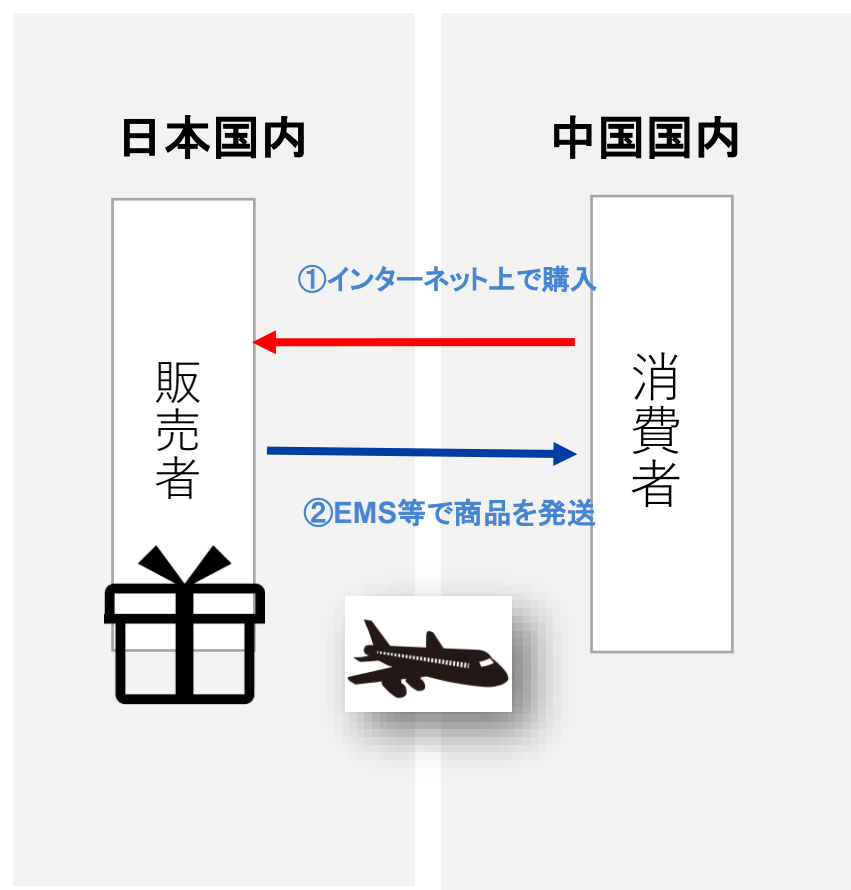 日本国内
中国国内
①インターネット上で購入
販売者
消費者
②EMS等で商品を発送